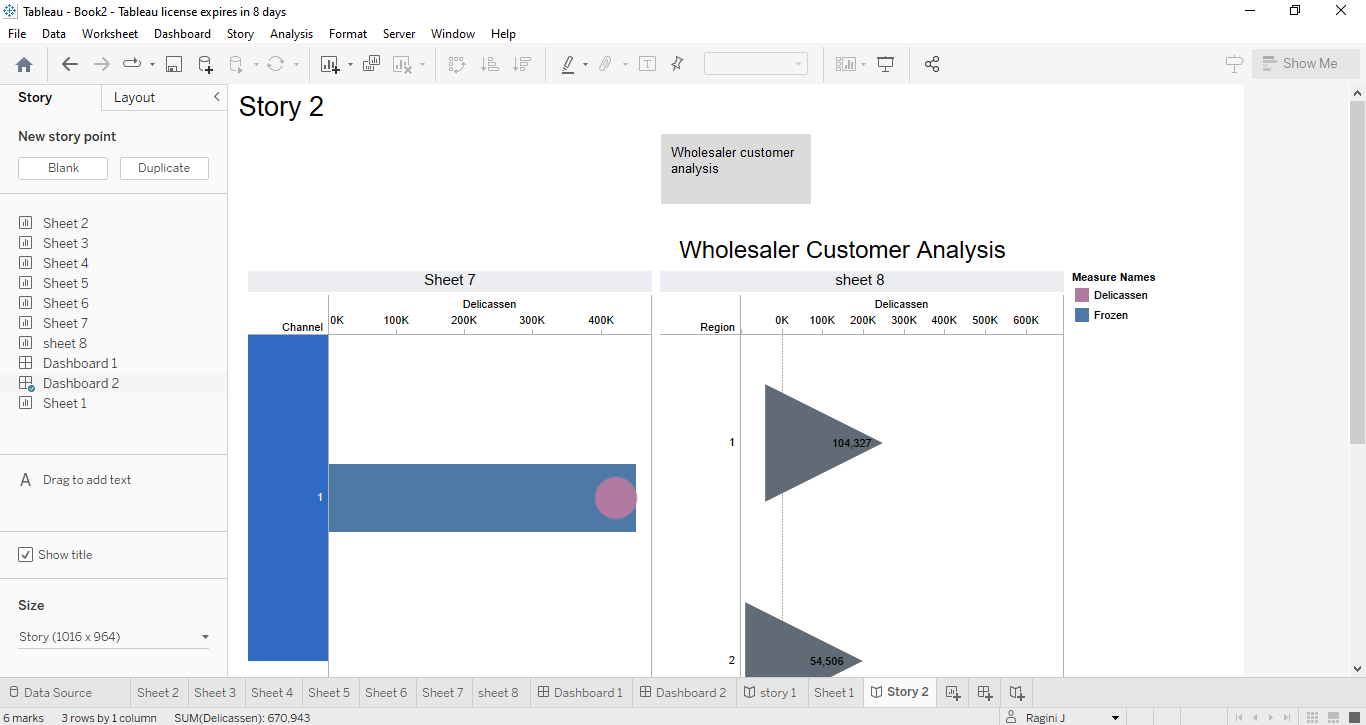 Tableau - Book2 - Tableau license expires in 8 days
File Data Worksheet Dashboard Story Analysis Format Server Window Help
Show Me
Story Layout
New story point
Blank Duplicate
Sheet 2
Sheet 3
Sheet 4
Sheet 5
Sheet 6
Sheet 7
sheet 8
Dashboard 1
Dashboard 2
Sheet 1
A Drag to add text
Show title
Size
Story (1016 x 964)
Story 2
Wholesaler customer
analysis
Wholesaler Customer Analysis
Sheet 7
Delicassen
Channel 0K 100K 200K 300K 400K
1
sheet 8
Delicassen
Region 0K 100K 200K 300K 400K 500K 600K
1 104,327
2 54,506
Measure Names
Delicassen
Frozen
Data Source Sheet 2 Sheet 3 Sheet 4 Sheet 5 Sheet 6 Sheet 7 sheet 8 Dashboard 1 Dashboard 2 story 1 Sheet 1 Story 2
6 marks 3 rows by 1 column SUM(Delicassen): 670,943 Ragini J